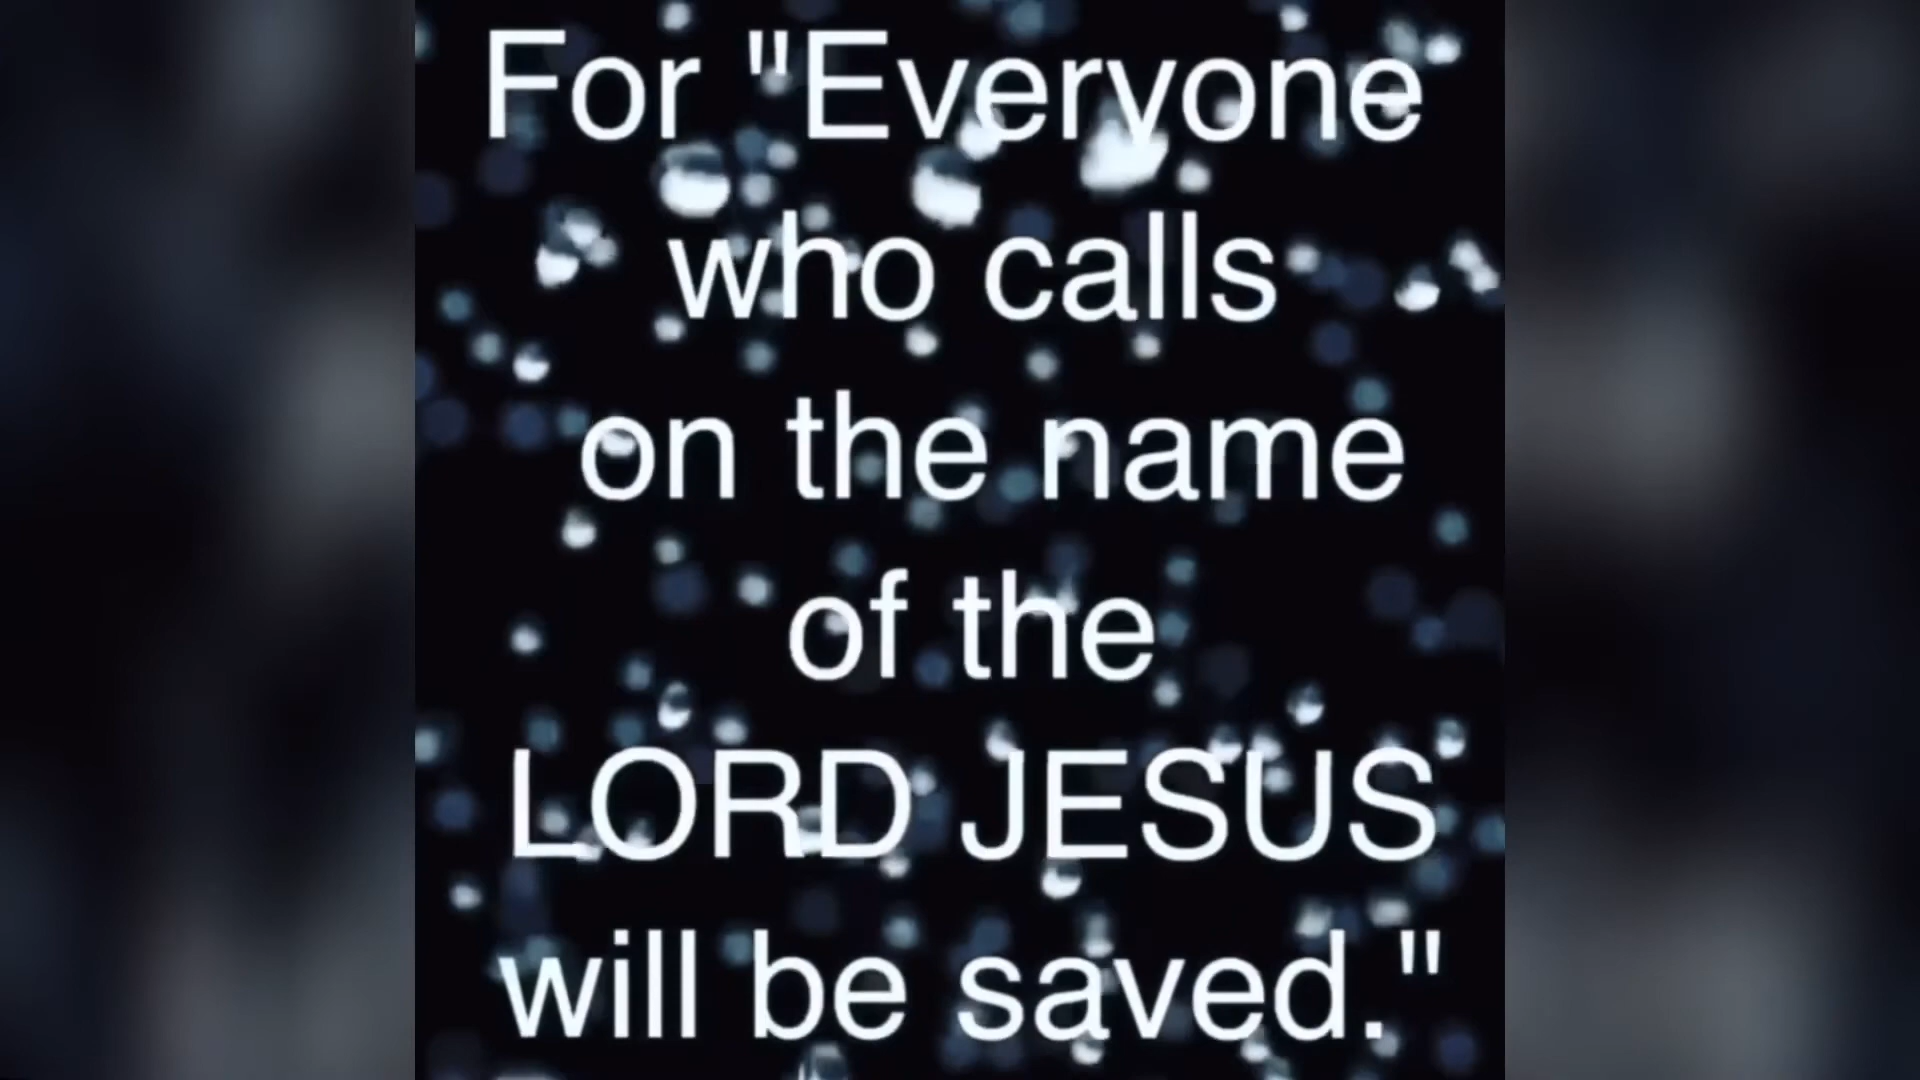 For "Everyone
who calls
on the name
of the
LORD JESUS
will be saved."